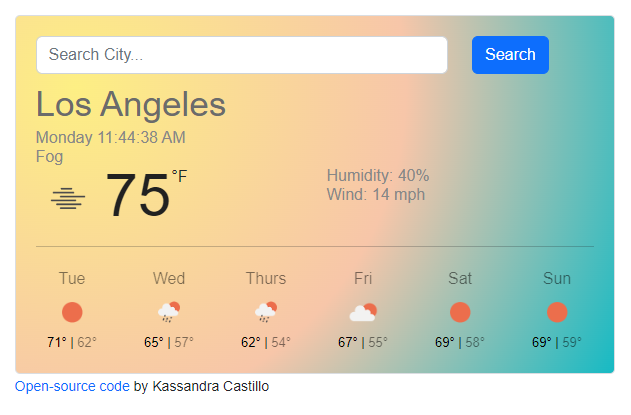 Search City... Search
Los Angeles
Monday 11:44:38 AM
Fog
75°F
Humidity: 40%
Wind: 14 mph
Tue Wed Thurs Fri Sat Sun
71° | 62° 65° | 57° 62° | 54° 67° | 55° 69° | 58° 69° | 59°
Open-source code by Kassandra Castillo